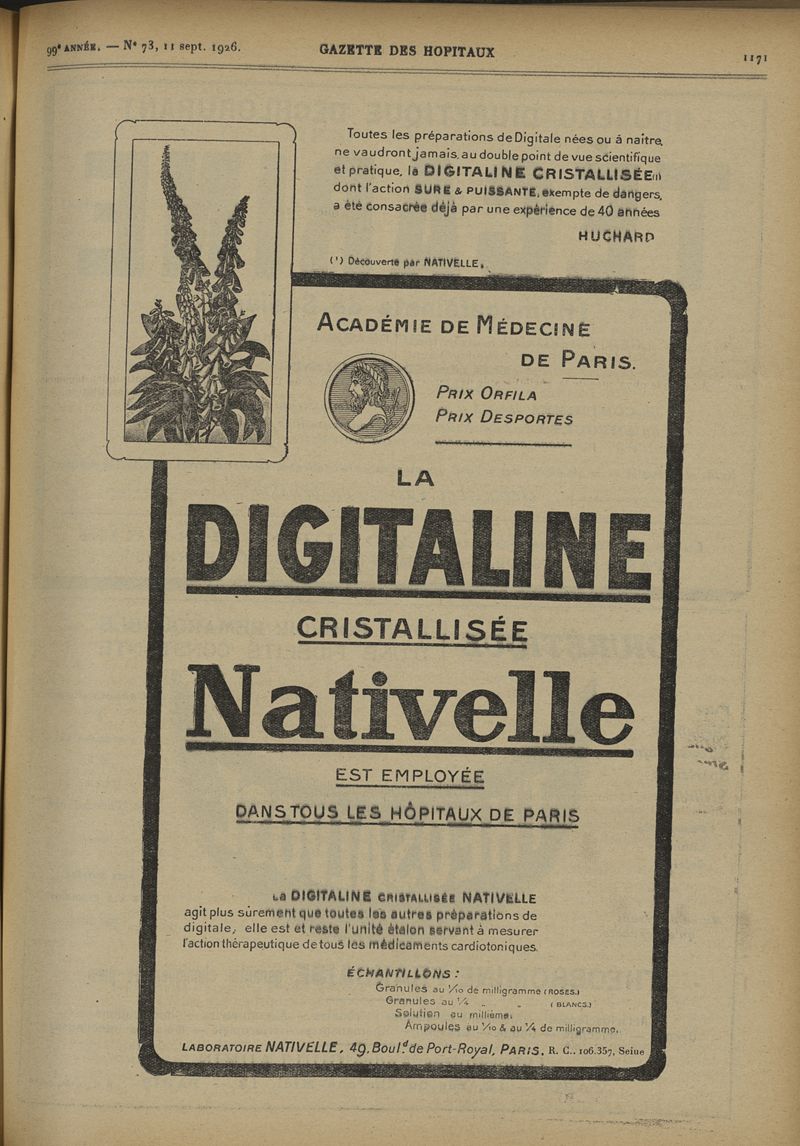 99e ANNÉE. — N° 73, 11 sept. 1926.
GAZETTE DES HOPITAUX
1171
Toutes les préparations de Digitale nées ou à naitre,
ne vaudront jamais, au double point de vue scientifique
et pratique, la DIGITALINE CRISTALLISÉE(1)
dont l'action SURE & PUISSANTE, exempte de dangers,
a été consacrée déjà par une expérience de 40 années
HUCHARD
(1) Découverte par NATIVELLE.
ACADÉMIE DE MÉDECINE
DE PARIS.
PRIX ORFILA
PRIX DESPORTES
LA
DIGITALINE
CRISTALLISÉE
Nativelle
EST EMPLOYÉE
DANS TOUS LES HÔPITAUX DE PARIS
La DIGITALINE CRISTALLISÉE NATIVELLE
agit plus sûrement que toutes les autres préparations de
digitale, elle est et reste l'unité étalon servant à mesurer
l'action thérapeutique de tous les médicaments cardiotoniques.
ÉCHANTILLONS :
Granules au 1/10 de milligramme (ROSES.)
Granules au 1/4 „ „ (BLANCS.)
Solution au millième.
Ampoules au 1/10 & au 1/4 de milligramme.
LABORATOIRE NATIVELLE, 49, Boul.d de Port-Royal, PARIS. R. C. 106.357, Seine